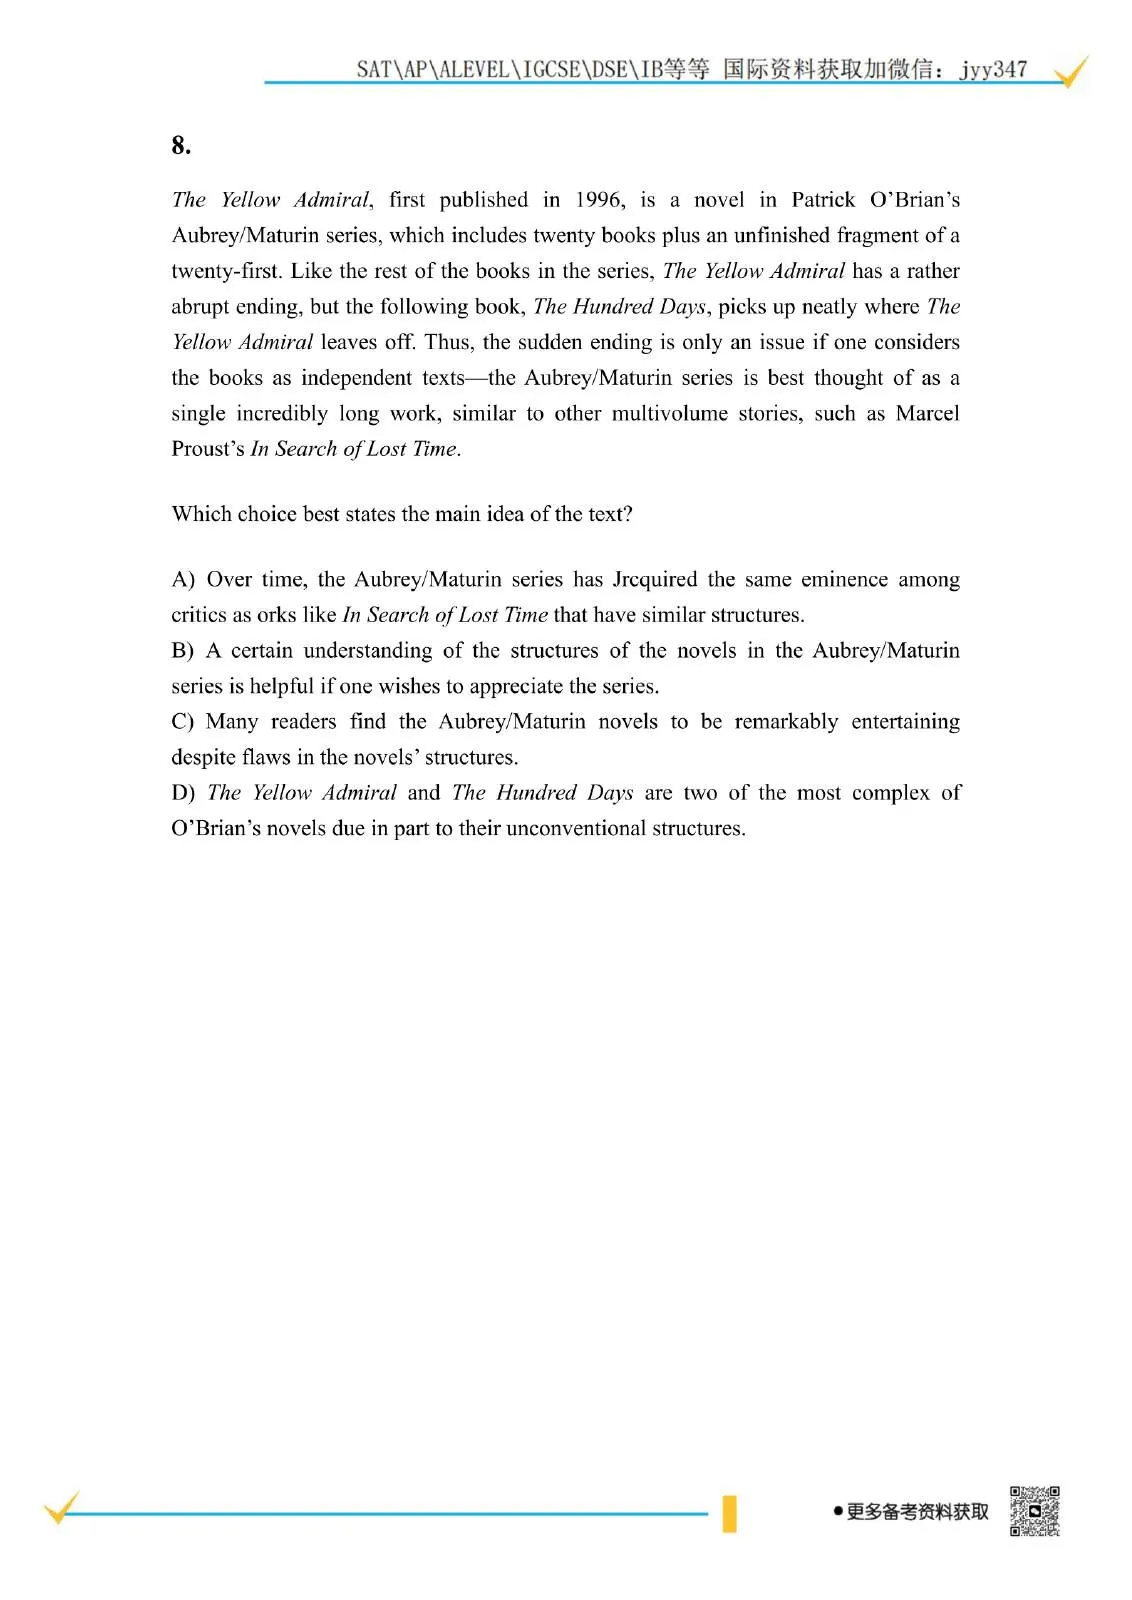 SAT\AP\ALEVEL\IGCSE\DSE\IB等等 国际资料获取加微信：jyy347
8.
The Yellow Admiral, first published in 1996, is a novel in Patrick O’Brian’s
Aubrey/Maturin series, which includes twenty books plus an unfinished fragment of a
twenty-first. Like the rest of the books in the series, The Yellow Admiral has a rather
abrupt ending, but the following book, The Hundred Days, picks up neatly where The
Yellow Admiral leaves off. Thus, the sudden ending is only an issue if one considers
the books as independent texts—the Aubrey/Maturin series is best thought of as a
single incredibly long work, similar to other multivolume stories, such as Marcel
Proust’s In Search of Lost Time.
Which choice best states the main idea of the text?
A) Over time, the Aubrey/Maturin series has Jrcquired the same eminence among
critics as orks like In Search of Lost Time that have similar structures.
B) A certain understanding of the structures of the novels in the Aubrey/Maturin
series is helpful if one wishes to appreciate the series.
C) Many readers find the Aubrey/Maturin novels to be remarkably entertaining
despite flaws in the novels’ structures.
D) The Yellow Admiral and The Hundred Days are two of the most complex of
O’Brian’s novels due in part to their unconventional structures.
●更多备考资料获取